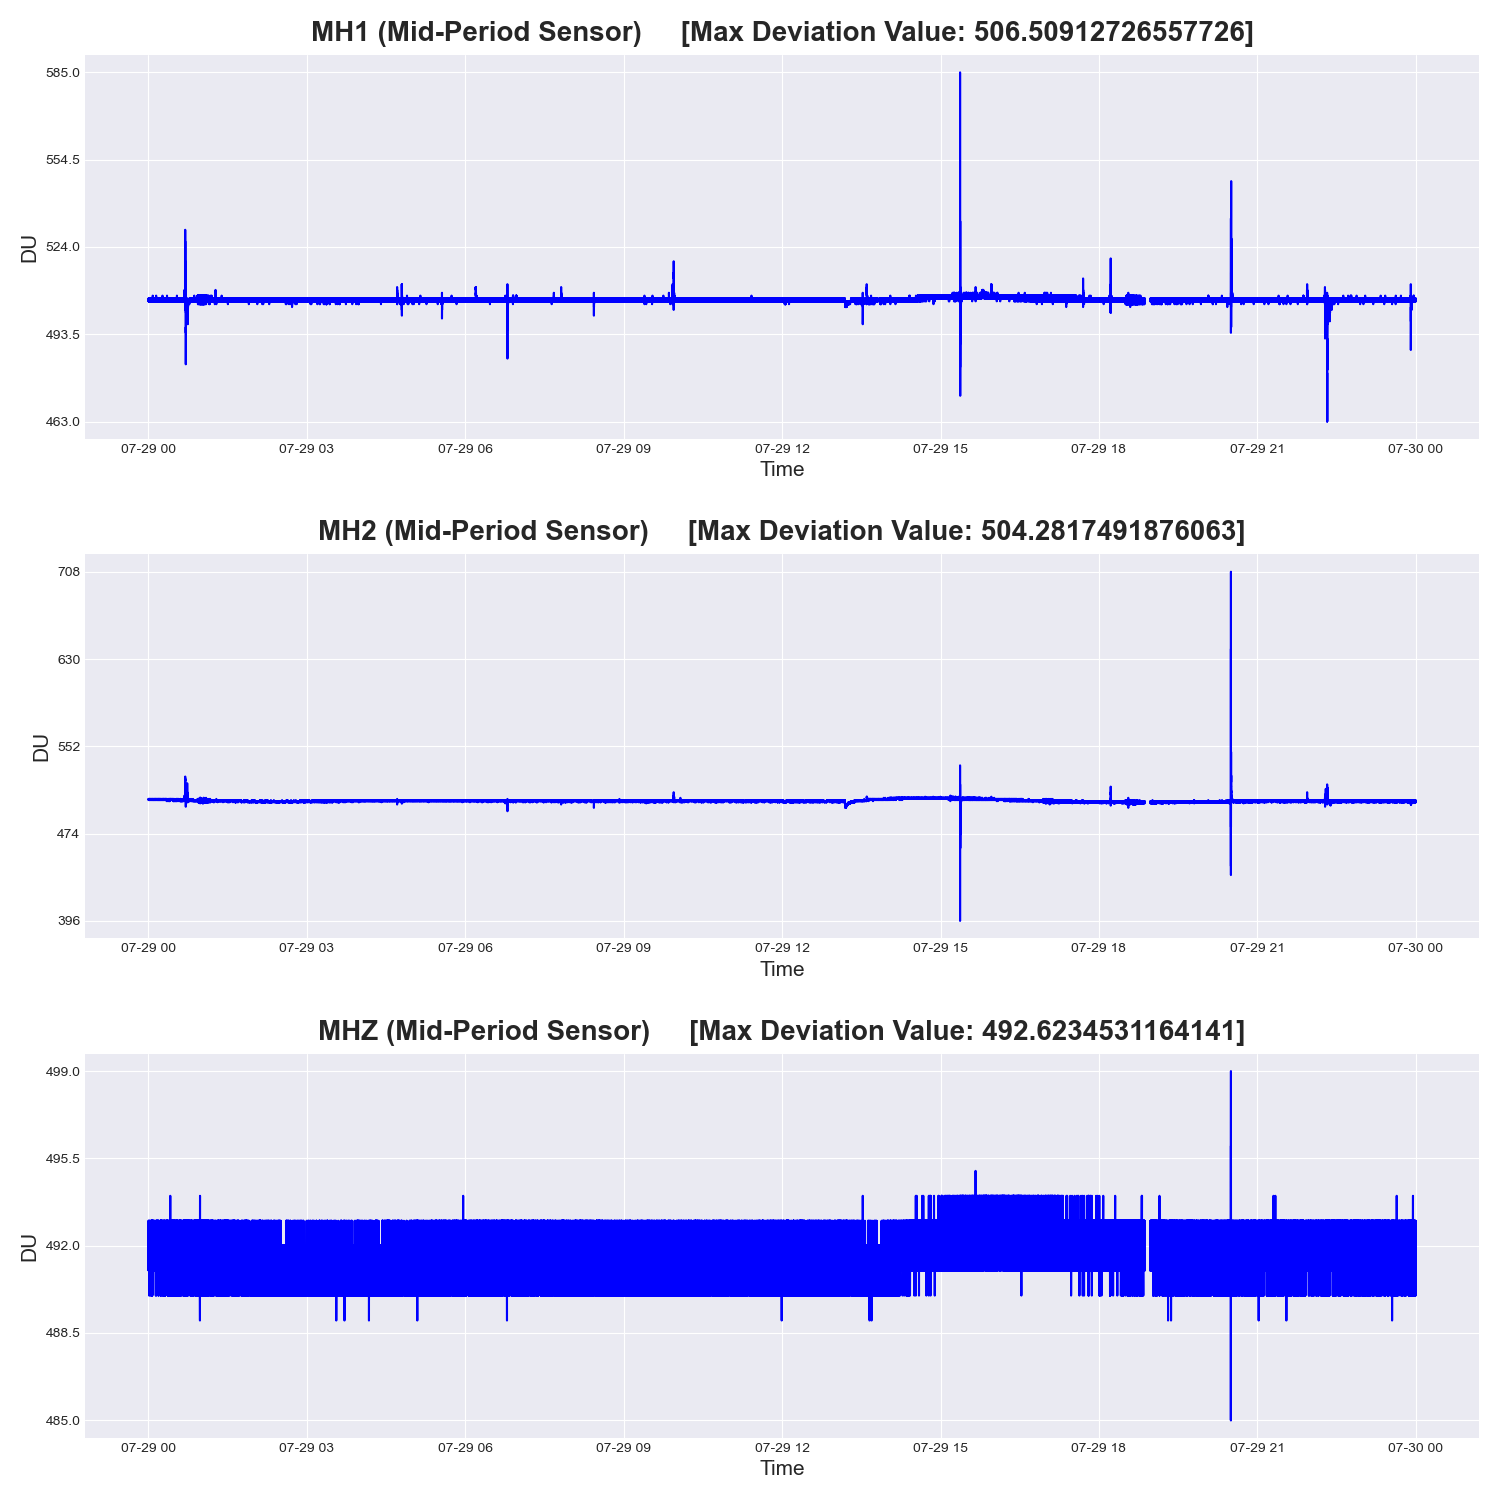 MH1 (Mid-Period Sensor) [Max Deviation Value: 506.50912726557726]
585.0
554.5
524.0
493.5
463.0
DU
07-29 00 07-29 03 07-29 06 07-29 09 07-29 12 07-29 15 07-29 18 07-29 21 07-30 00
Time
MH2 (Mid-Period Sensor) [Max Deviation Value: 504.2817491876063]
708
630
552
474
396
DU
07-29 00 07-29 03 07-29 06 07-29 09 07-29 12 07-29 15 07-29 18 07-29 21 07-30 00
Time
MHZ (Mid-Period Sensor) [Max Deviation Value: 492.6234531164141]
499.0
495.5
492.0
488.5
485.0
DU
07-29 00 07-29 03 07-29 06 07-29 09 07-29 12 07-29 15 07-29 18 07-29 21 07-30 00
Time